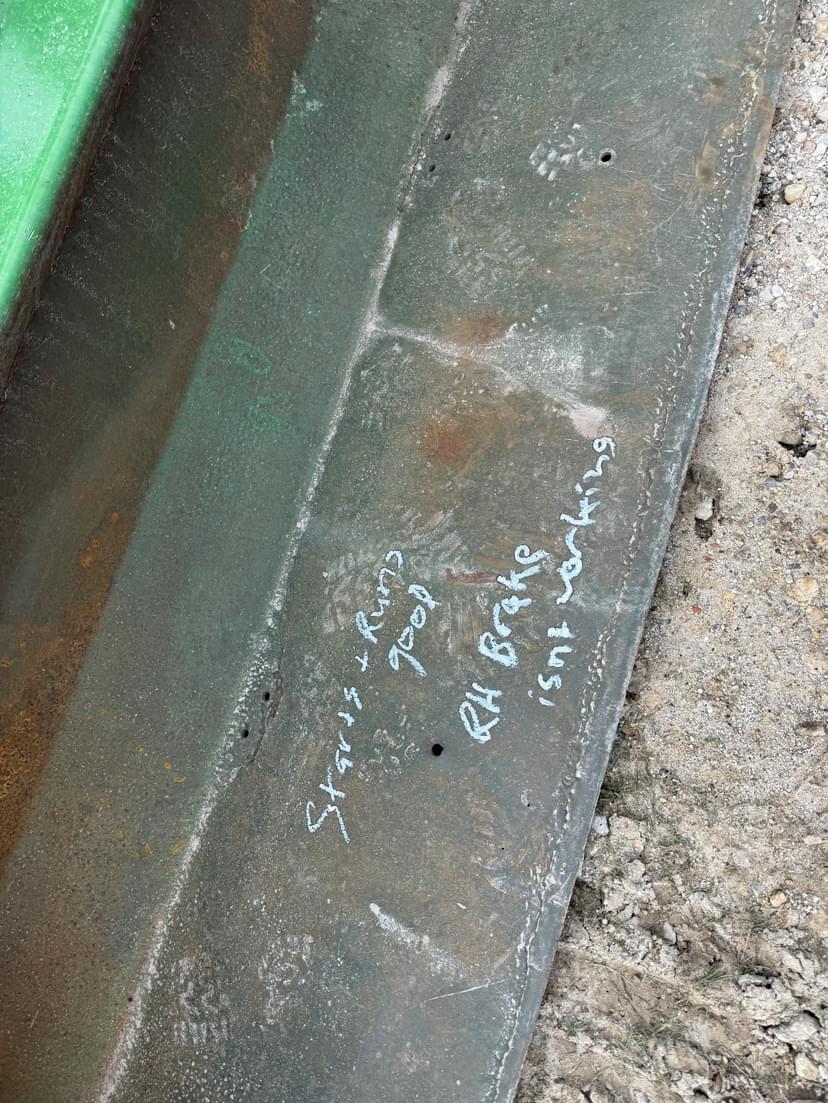 Starts + Runs
good
RH Brake
isnt working